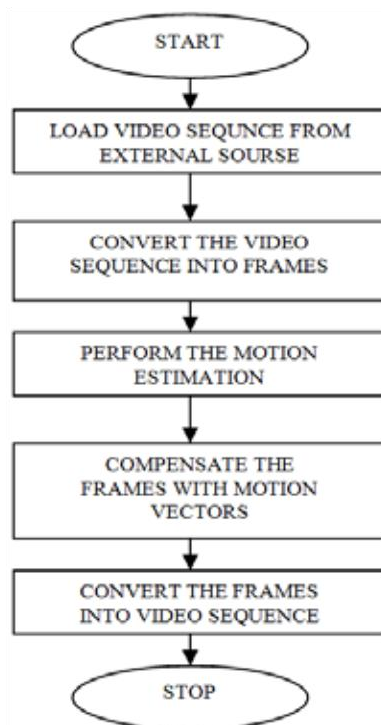 START
LOAD VIDEO SEQUNCE FROM
EXTERNAL SOURSE
CONVERT THE VIDEO
SEQUENCE INTO FRAMES
PERFORM THE MOTION
ESTIMATION
COMPENSATE THE
FRAMES WITH MOTION
VECTORS
CONVERT THE FRAMES
INTO VIDEO SEQUENCE
STOP